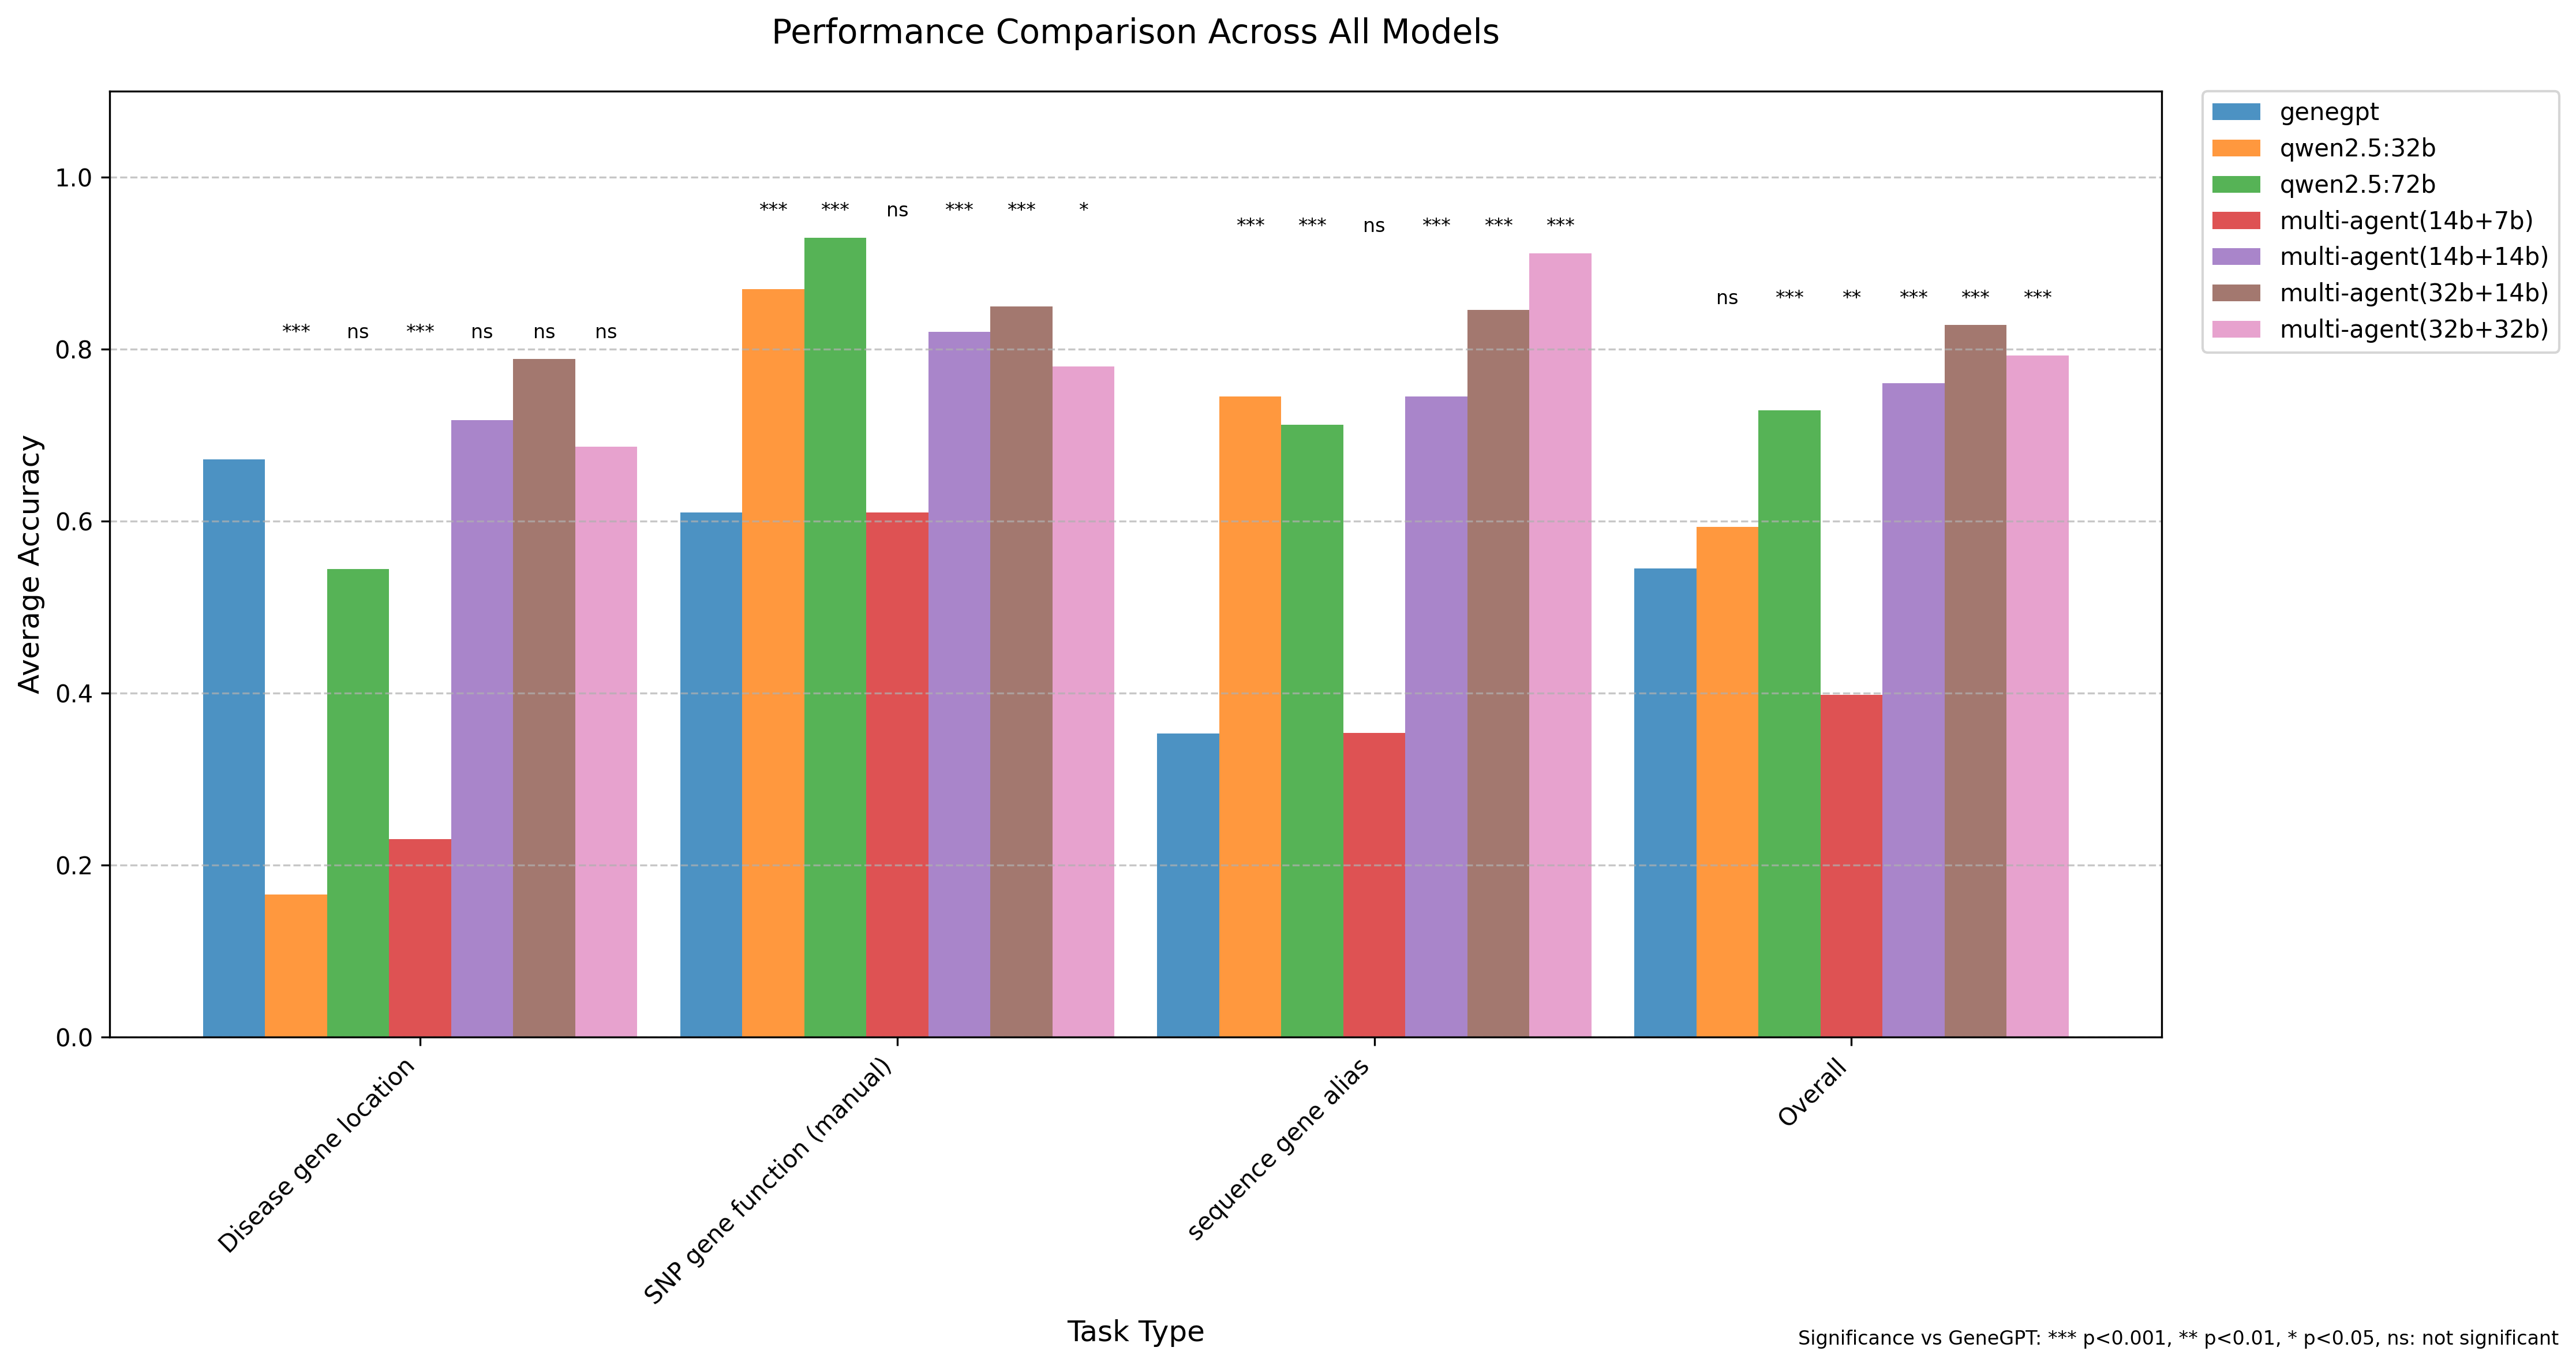 Performance Comparison Across All Models
genegpt
qwen2.5:32b
qwen2.5:72b
multi-agent(14b+7b)
multi-agent(14b+14b)
multi-agent(32b+14b)
multi-agent(32b+32b)
Average Accuracy
1.0
0.8
0.6
0.4
0.2
0.0
*** ns *** ns ns ns
*** *** ns *** *** *
*** *** ns *** *** ***
ns *** ** *** *** ***
Disease gene location
SNP gene function (manual)
sequence gene alias
Overall
Task Type
Significance vs GeneGPT: *** p<0.001, ** p<0.01, * p<0.05, ns: not significant